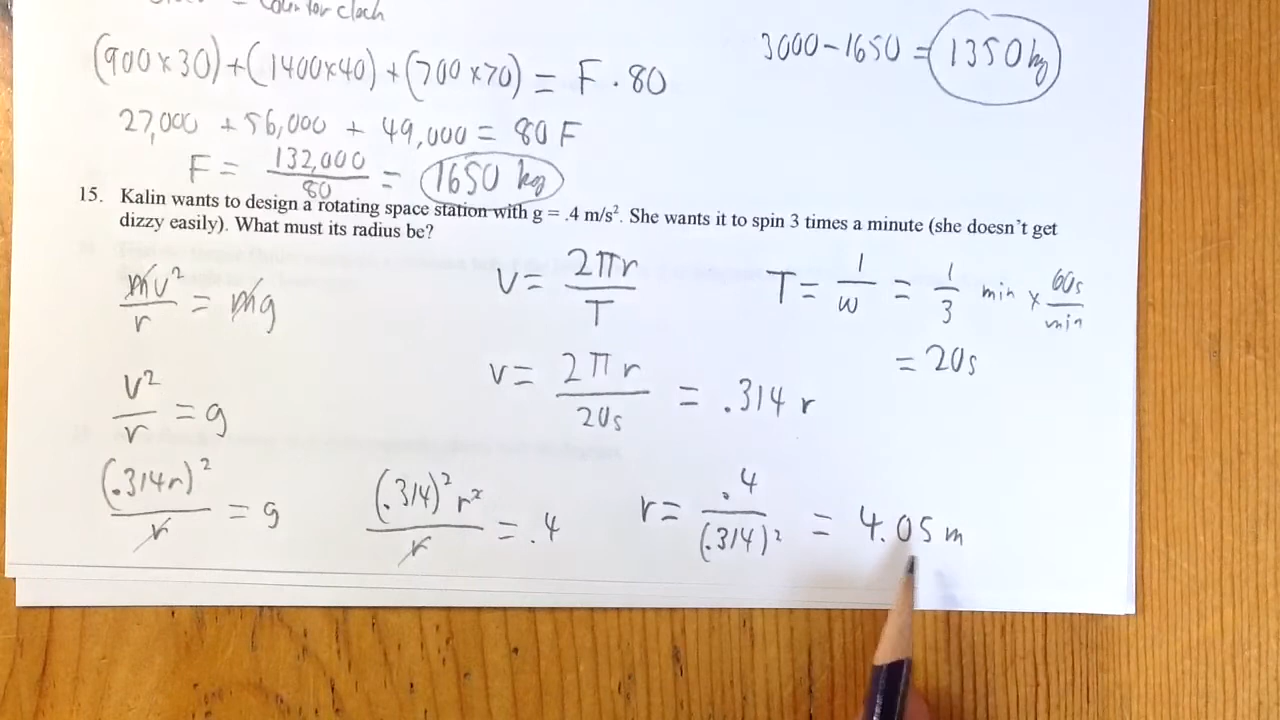 = Counter clock
(900×30)+(1400×40)+(700×70) = F · 80
3000-1650 = 1350 kg
27,000 + 56,000 + 49,000 = 80 F
F = 132,000/80 = 1650 kg
15. Kalin wants to design a rotating space station with g = .4 m/s². She wants it to spin 3 times a minute (she doesn't get
dizzy easily). What must its radius be?
mv²/r = mg
v = 2πr/T
T = 1/w = 1/3 min x 60s/min
= 20s
v²/r = g
v = 2πr/20s = .314 r
(.314r)²/r = g
(.314)² r²/r = .4
r = .4/(.314)² = 4.05 m